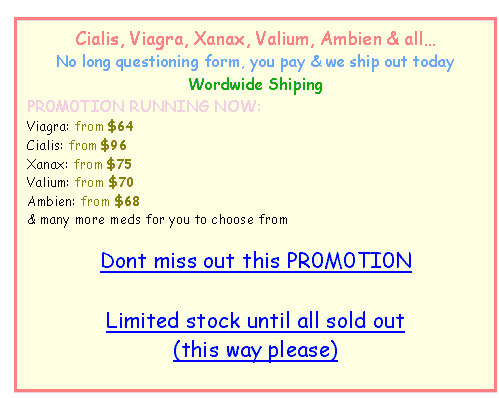 Cialis, Viagra, Xanax, Valium, Ambien & all...
No long questioning form, you pay & we ship out today
Wordwide Shiping
PR0M0TI0N RUNNING N0W:
Viagra: from $64
Cialis: from $96
Xanax: from $75
Valium: from $70
Ambien: from $68
& many more meds for you to choose from
Dont miss out this PR0M0TI0N
Limited stock until all sold out
(this way please)